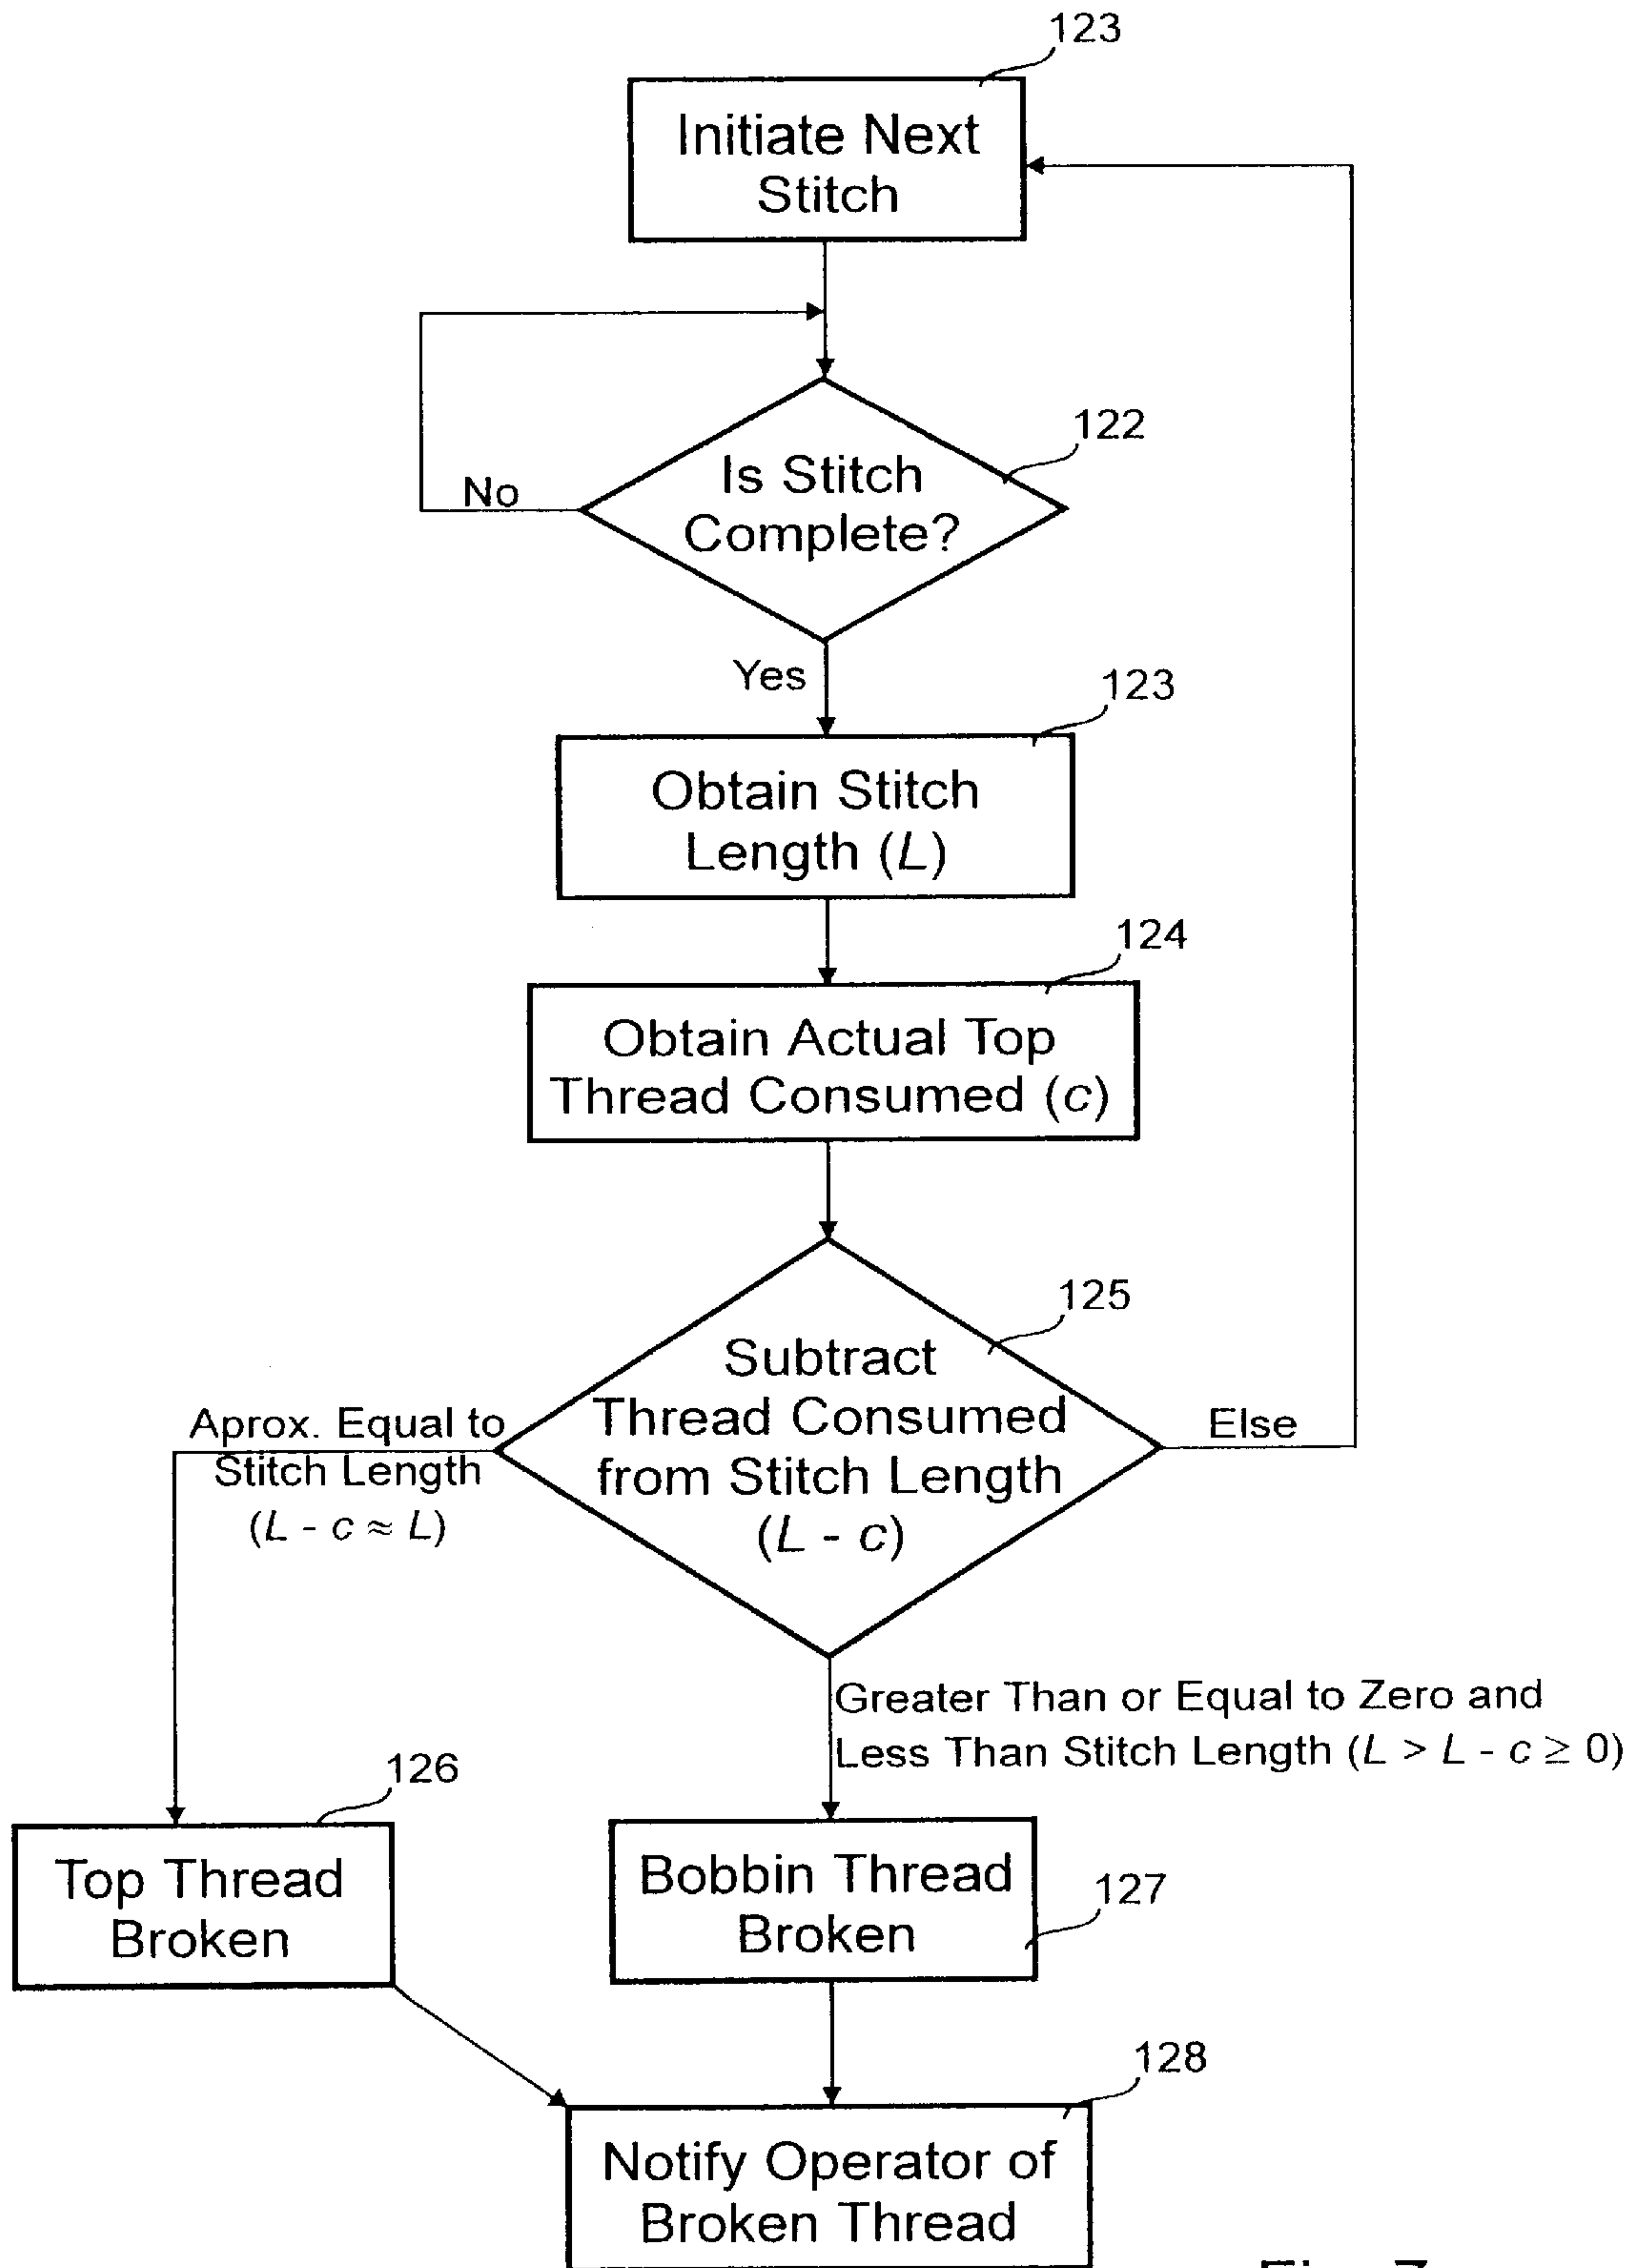 123
Initiate Next
Stitch
122
Is Stitch
Complete?
No
Yes
123
Obtain Stitch
Length (L)
124
Obtain Actual Top
Thread Consumed (c)
125
Subtract
Thread Consumed
from Stitch Length
(L - c)
Aprox. Equal to
Stitch Length
(L - c ≈ L)
Else
Greater Than or Equal to Zero and
Less Than Stitch Length (L > L - c ≥ 0)
126
Top Thread
Broken
Bobbin Thread
Broken
127
128
Notify Operator of
Broken Thread